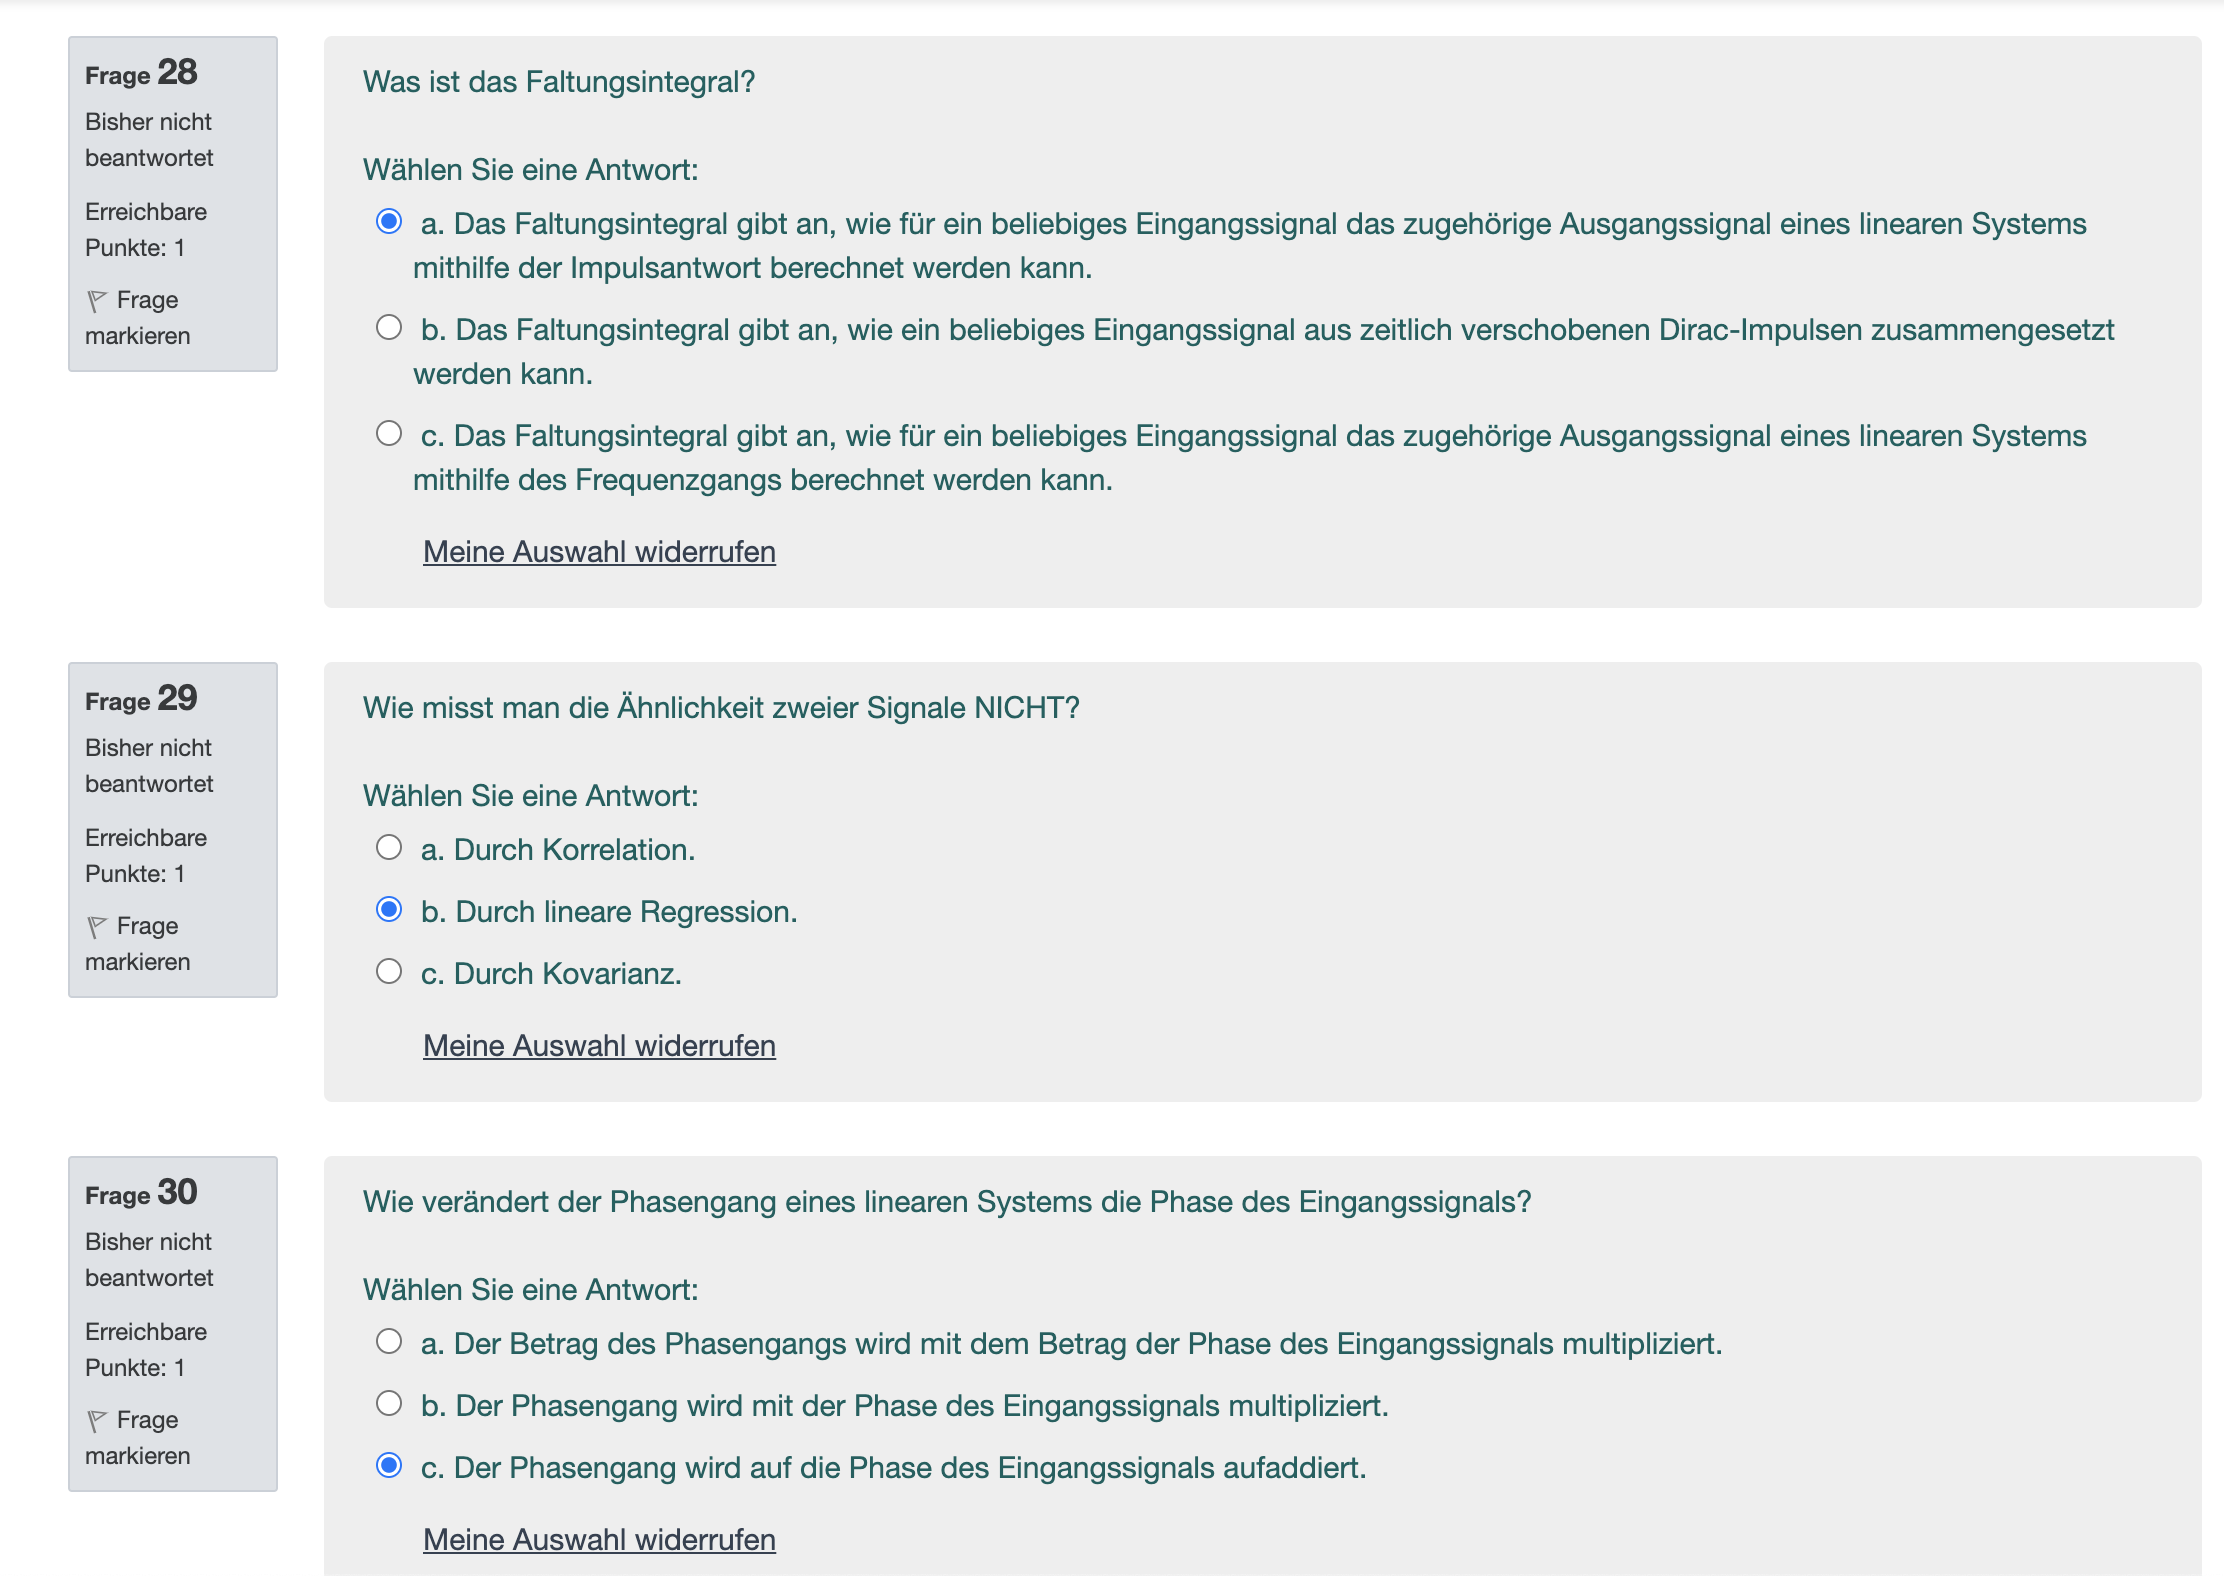 Frage 28
Bisher nicht
beantwortet
Erreichbare
Punkte: 1
Frage
markieren
Was ist das Faltungsintegral?
Wählen Sie eine Antwort:
a. Das Faltungsintegral gibt an, wie für ein beliebiges Eingangssignal das zugehörige Ausgangssignal eines linearen Systems
mithilfe der Impulsantwort berechnet werden kann.
b. Das Faltungsintegral gibt an, wie ein beliebiges Eingangssignal aus zeitlich verschobenen Dirac-Impulsen zusammengesetzt
werden kann.
c. Das Faltungsintegral gibt an, wie für ein beliebiges Eingangssignal das zugehörige Ausgangssignal eines linearen Systems
mithilfe des Frequenzgangs berechnet werden kann.
Meine Auswahl widerrufen
Frage 29
Bisher nicht
beantwortet
Erreichbare
Punkte: 1
Frage
markieren
Wie misst man die Ähnlichkeit zweier Signale NICHT?
Wählen Sie eine Antwort:
a. Durch Korrelation.
b. Durch lineare Regression.
c. Durch Kovarianz.
Meine Auswahl widerrufen
Frage 30
Bisher nicht
beantwortet
Erreichbare
Punkte: 1
Frage
markieren
Wie verändert der Phasengang eines linearen Systems die Phase des Eingangssignals?
Wählen Sie eine Antwort:
a. Der Betrag des Phasengangs wird mit dem Betrag der Phase des Eingangssignals multipliziert.
b. Der Phasengang wird mit der Phase des Eingangssignals multipliziert.
c. Der Phasengang wird auf die Phase des Eingangssignals aufaddiert.
Meine Auswahl widerrufen